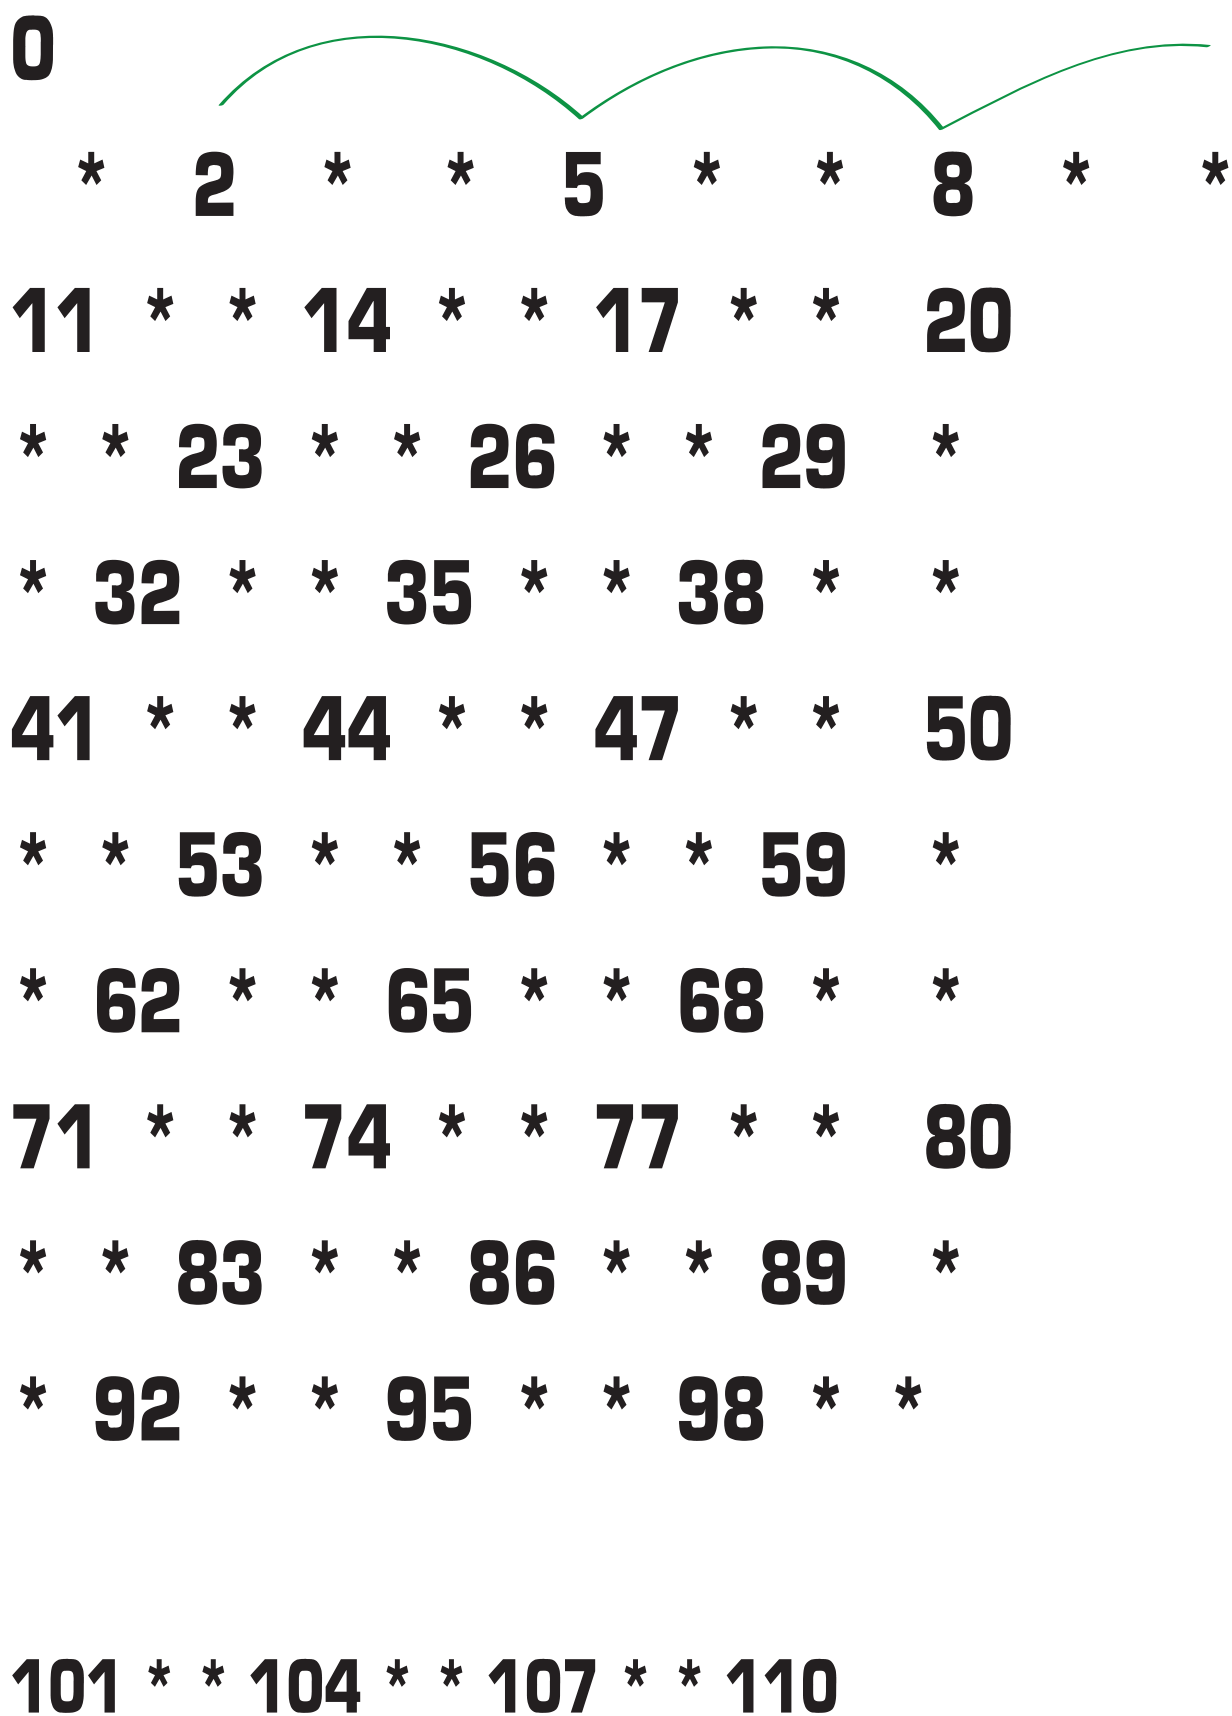 0
* 2 * * 5 * * 8 * *
11 * * 14 * * 17 * * 20
* * 23 * * 26 * * 29 *
* 32 * * 35 * * 38 * *
41 * * 44 * * 47 * * 50
* * 53 * * 56 * * 59 *
* 62 * * 65 * * 68 * *
71 * * 74 * * 77 * * 80
* * 83 * * 86 * * 89 *
* 92 * * 95 * * 98 * *
101 * * 104 * * 107 * * 110